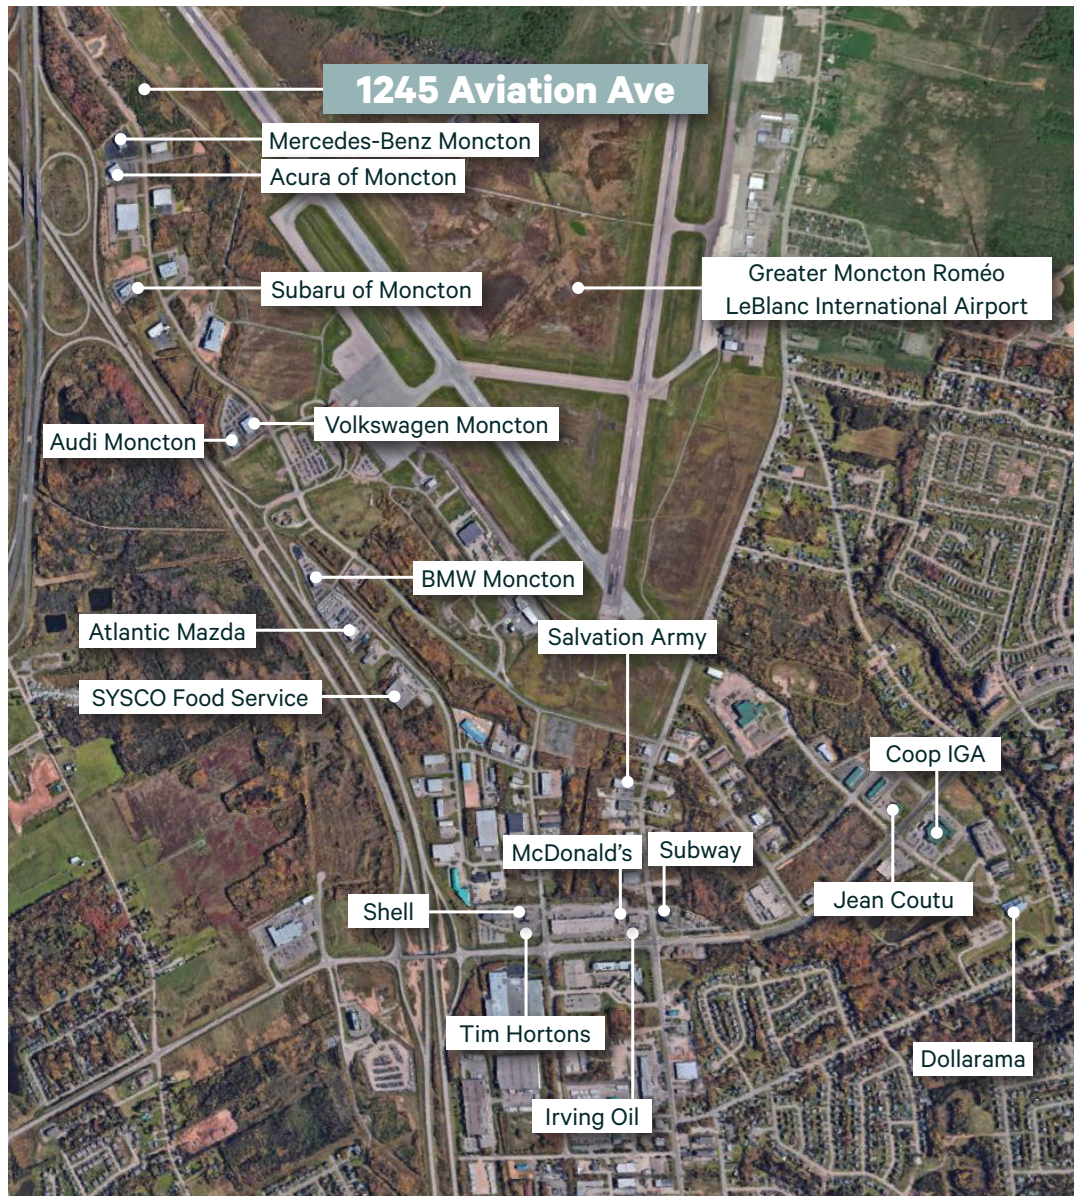 1245 Aviation Ave
Mercedes-Benz Moncton
Acura of Moncton
Subaru of Moncton
Greater Moncton Roméo
LeBlanc International Airport
Volkswagen Moncton
Audi Moncton
BMW Moncton
Atlantic Mazda
Salvation Army
SYSCO Food Service
Coop IGA
McDonald's
Subway
Jean Coutu
Shell
Tim Hortons
Dollarama
Irving Oil